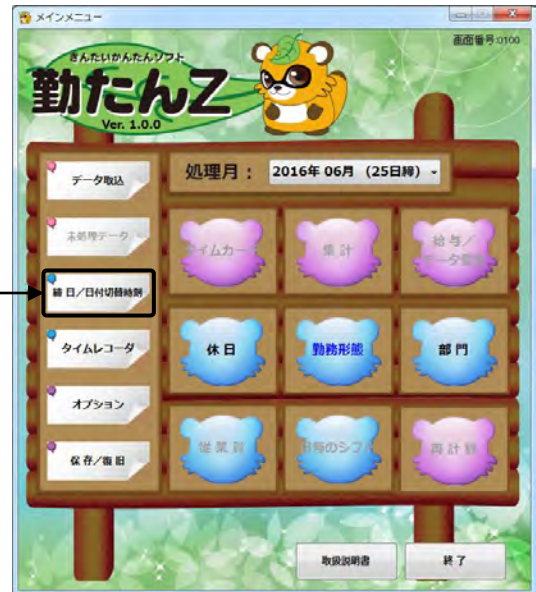 メインメニュー
画面番号:0100
きんたいかんたんソフト
勤たんZ
Ver. 1.0.0
処理月： 2016年 06月 （25日締）
データ取込
未処理データ
締日／日付切替時刻
タイムレコーダ
オプション
保存／復旧
タイムカード
集計
給与／
データ変換
休日
勤務形態
部門
従業員
日毎のシフト
再計算
取扱説明書
終了